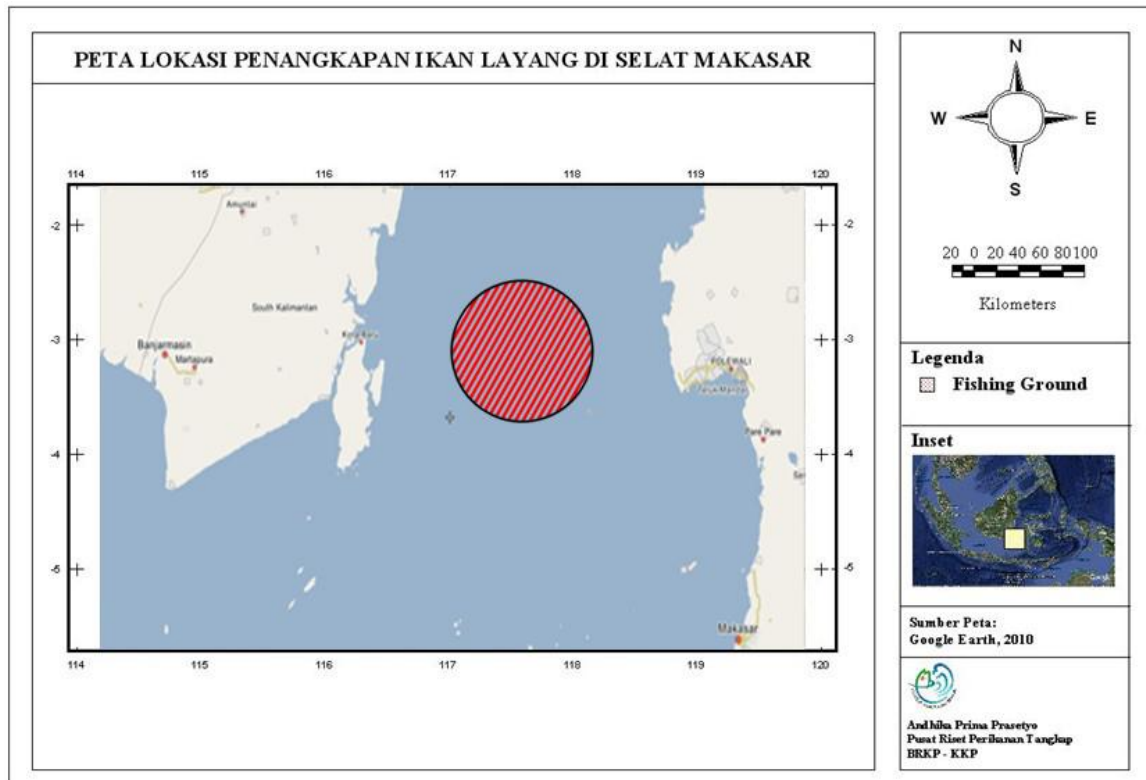 PETA LOKASI PENANGKAPAN IKAN LAYANG DI SELAT MAKASAR
114 115 116 117 118 119 120
-2 -2
-3 -3
-4 -4
-5 -5
Amuntai
South Kalimantan
Banjarmasin
Martapura
POLEWALI
Teluk Mandar
Pare Pare
Makasar
114 115 116 117 118 119 120
N
W E
S
20 0 20 40 60 80 100
Kilometers
Legenda
Fishing Ground
Inset
Google
Sumber Peta:
Google Earth, 2010
Andhika Prima Prasetyo
Pusat Riset Perikanan Tangkap
BRKP - KKP